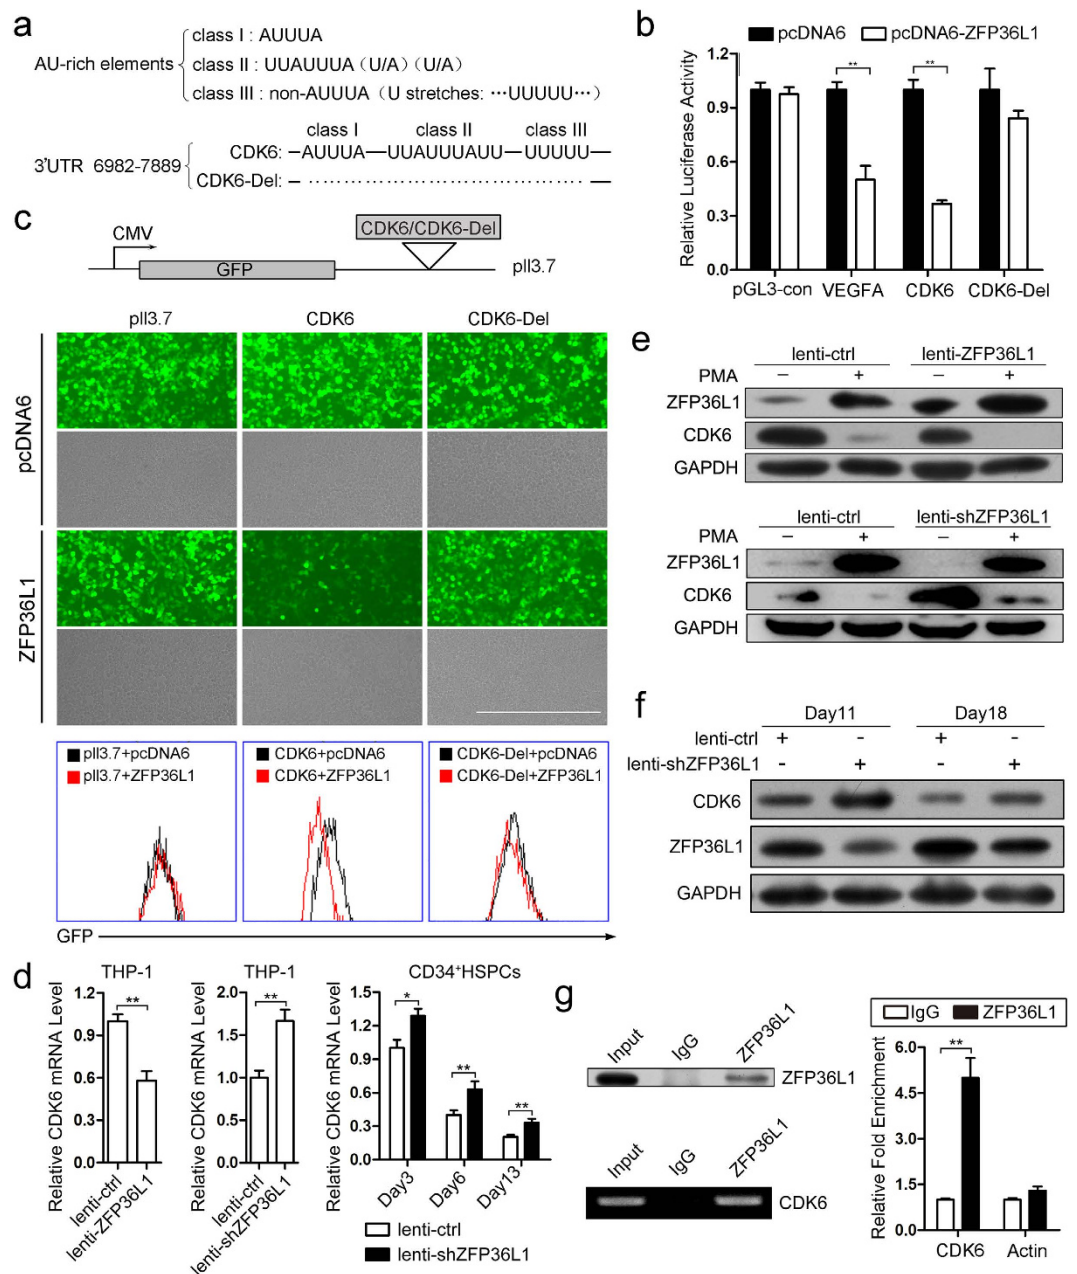 a
AU-rich elements
class I : AUUUA
class II : UUAUUUA (U/A) (U/A)
class III : non-AUUUA (U stretches: ···UUUUU···)
class I class II class III
3'UTR 6982-7889
CDK6: —AUUUA—UUAUUUAUU—UUUUU—
CDK6-Del:
b
pcDNA6 pcDNA6-ZFP36L1
Relative Luciferase Activity
1.2
0.9
0.6
0.3
0.0
** **
pGL3-con VEGFA CDK6 CDK6-Del
c
CMV
GFP
CDK6/CDK6-Del
pll3.7
pll3.7 CDK6 CDK6-Del
pcDNA6
ZFP36L1
pll3.7+pcDNA6
pll3.7+ZFP36L1
CDK6+pcDNA6
CDK6+ZFP36L1
CDK6-Del+pcDNA6
CDK6-Del+ZFP36L1
GFP
d
THP-1
Relative CDK6 mRNA Level
1.2
0.9
0.6
0.3
0.0
**
lenti-ctrl
lenti-ZFP36L1
THP-1
Relative CDK6 mRNA Level
2.0
1.5
1.0
0.5
0.0
**
lenti-ctrl
lenti-shZFP36L1
CD34+HSPCs
Relative CDK6 mRNA Level
1.5
1.2
0.9
0.6
0.3
0.0
*
**
**
Day3 Day6 Day13
lenti-ctrl
lenti-shZFP36L1
e
lenti-ctrl lenti-ZFP36L1
PMA – + – +
ZFP36L1
CDK6
GAPDH
lenti-ctrl lenti-shZFP36L1
PMA – + – +
ZFP36L1
CDK6
GAPDH
f
Day11 Day18
lenti-ctrl + - + -
lenti-shZFP36L1 - + - +
CDK6
ZFP36L1
GAPDH
g
Input IgG ZFP36L1
ZFP36L1
Input IgG ZFP36L1
CDK6
IgG ZFP36L1
Relative Fold Enrichment
6.0
4.5
3.0
1.5
0.0
**
CDK6 Actin